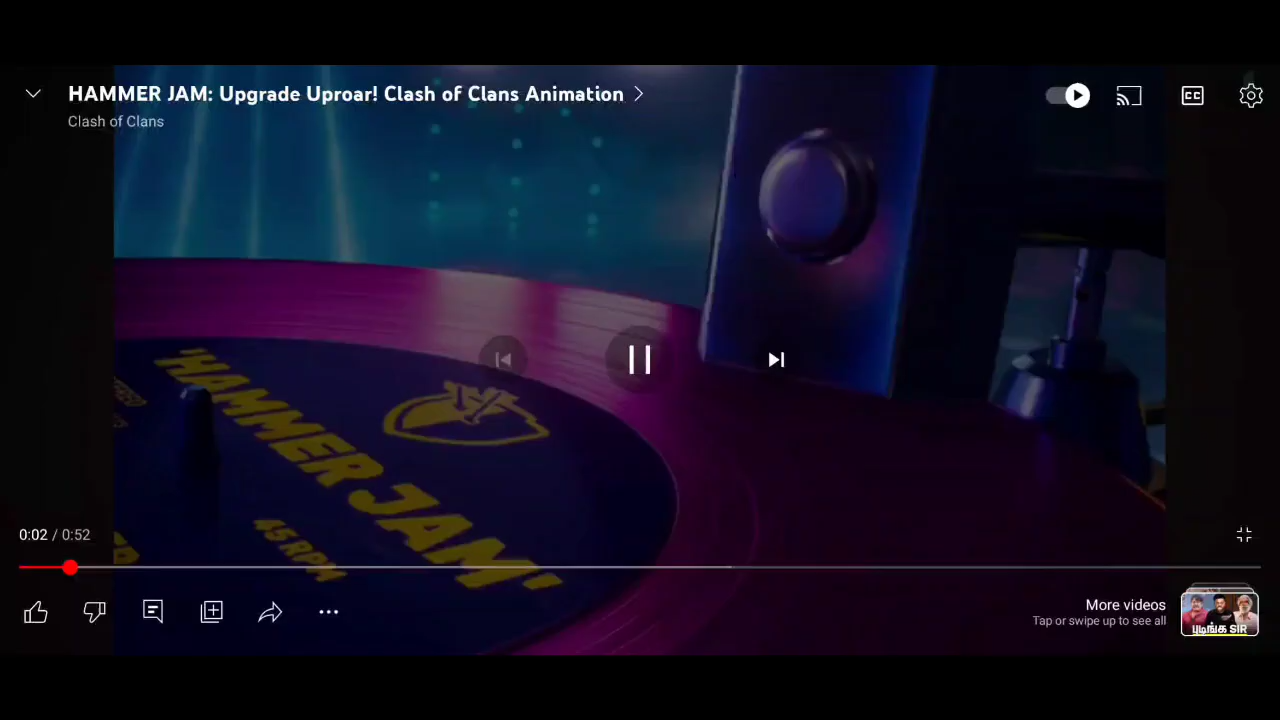 HAMMER JAM: Upgrade Uproar! Clash of Clans Animation
Clash of Clans
CC
'HAMMER JAM'
45 RPM
0:02 / 0:52
More videos
Tap or swipe up to see all
புடிங்க SIR